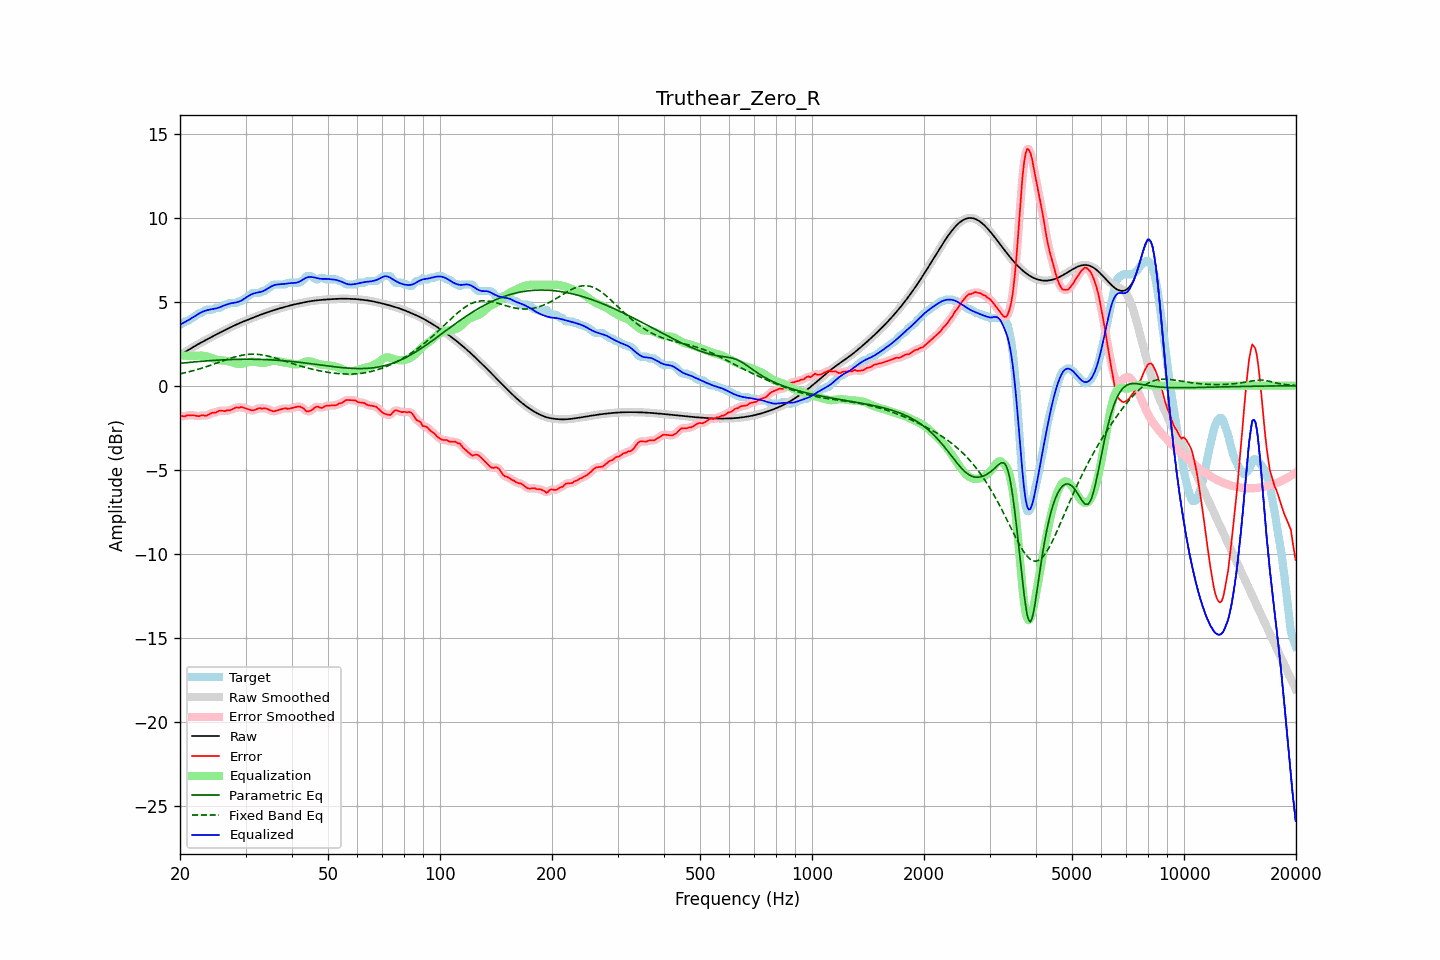 Truthear_Zero_R
Amplitude (dBr)
15
10
5
0
−5
−10
−15
−20
−25
Target
Raw Smoothed
Error Smoothed
Raw
Error
Equalization
Parametric Eq
Fixed Band Eq
Equalized
20 50 100 200 500 1000 2000 5000 10000 20000
Frequency (Hz)